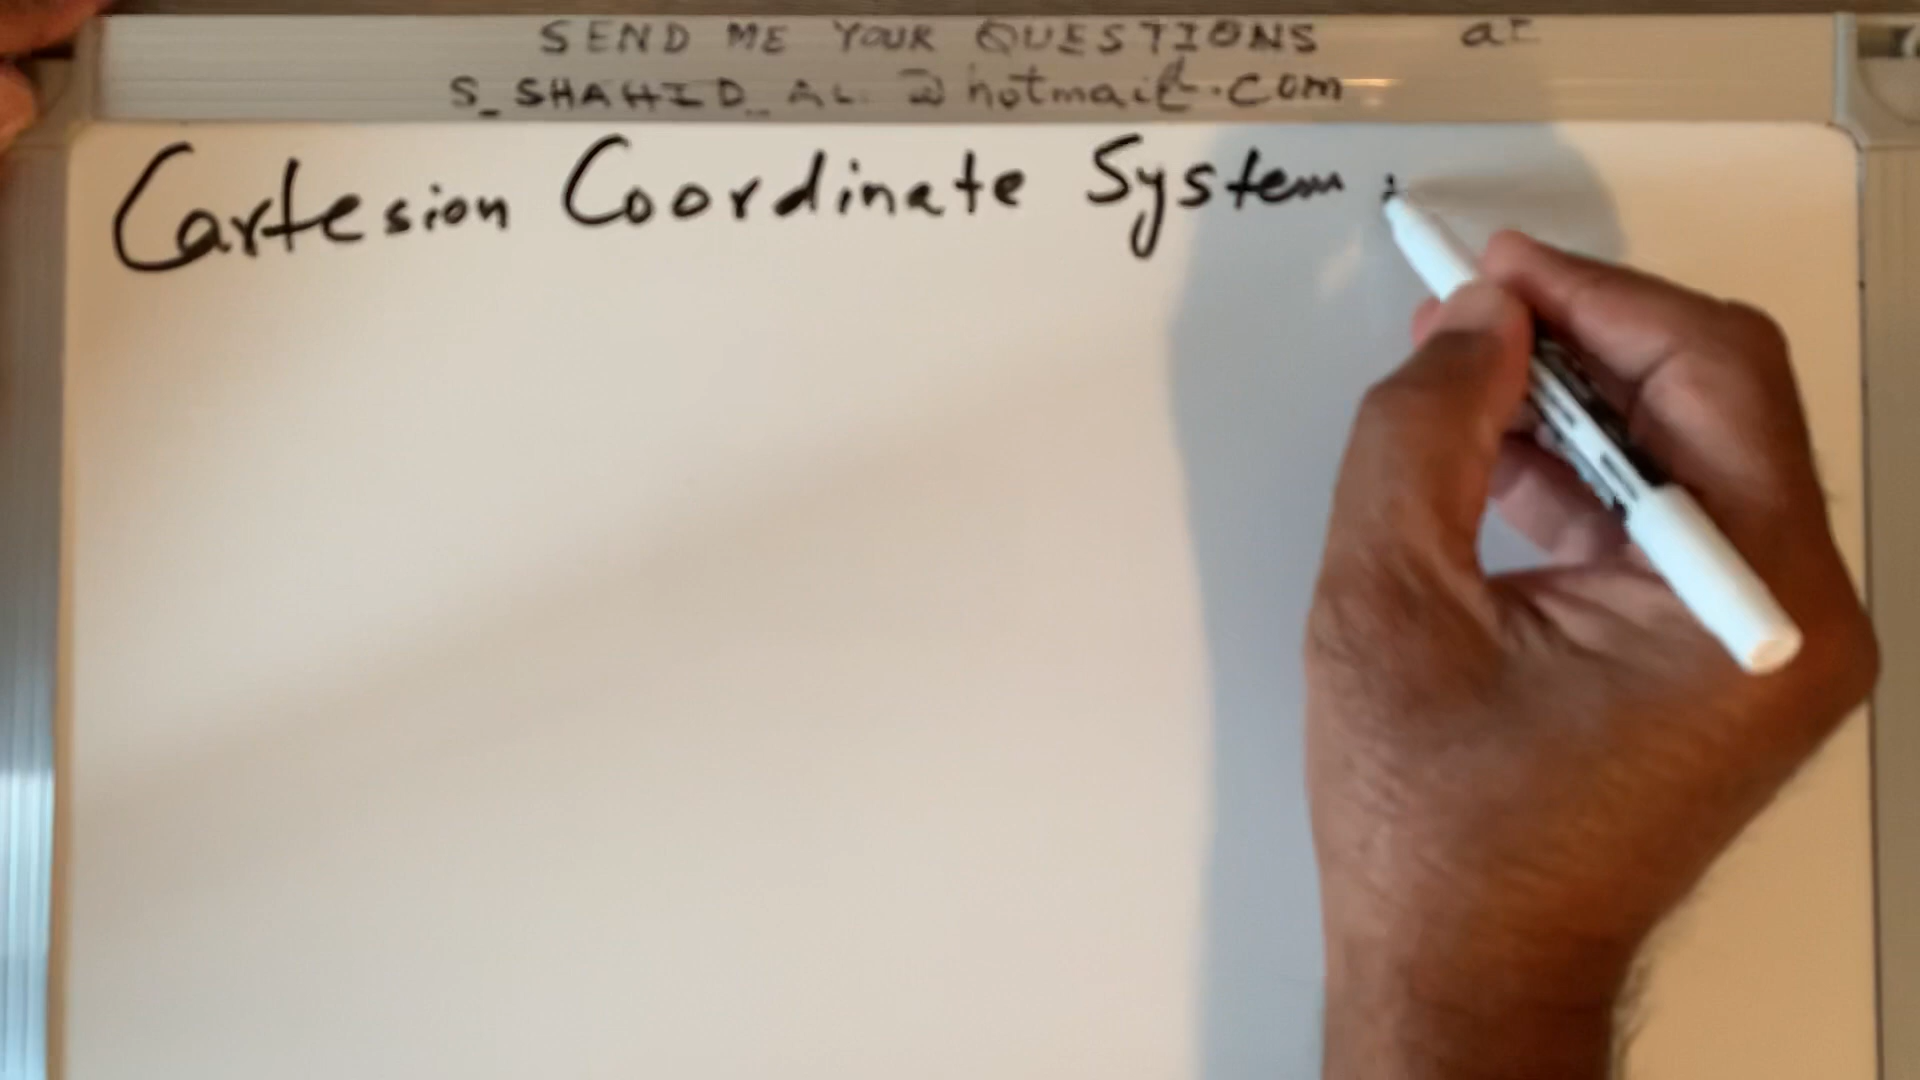 SEND ME YOUR QUESTIONS at
S_SHAHID_AL @hotmail.com
Cartesion Coordinate System :